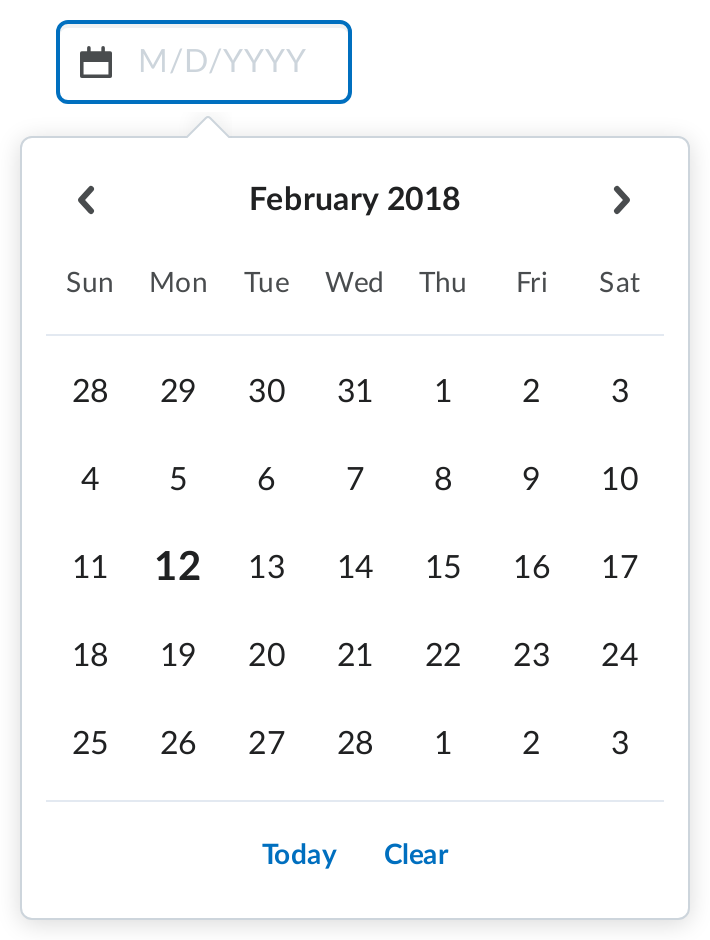 M/D/YYYY
February 2018
Sun Mon Tue Wed Thu Fri Sat
28 29 30 31 1 2 3
4 5 6 7 8 9 10
11 12 13 14 15 16 17
18 19 20 21 22 23 24
25 26 27 28 1 2 3
Today Clear